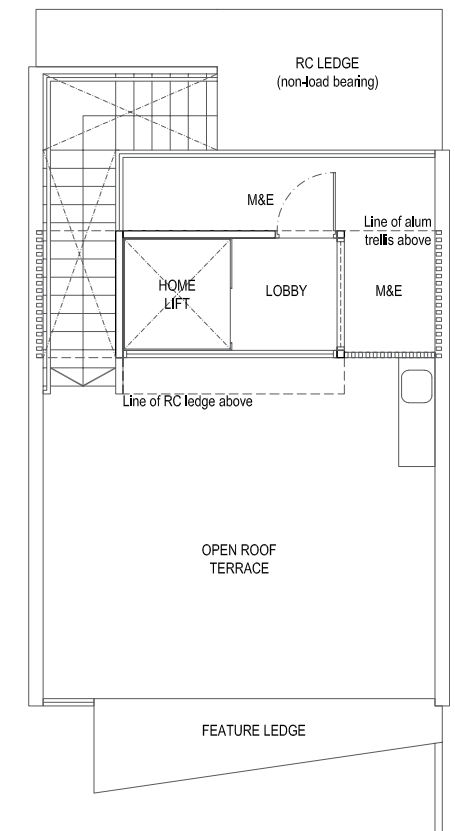 RC LEDGE
(non-load bearing)
M&E
Line of alum
trellis above
HOME
LIFT
LOBBY
M&E
Line of RC ledge above
OPEN ROOF
TERRACE
FEATURE LEDGE